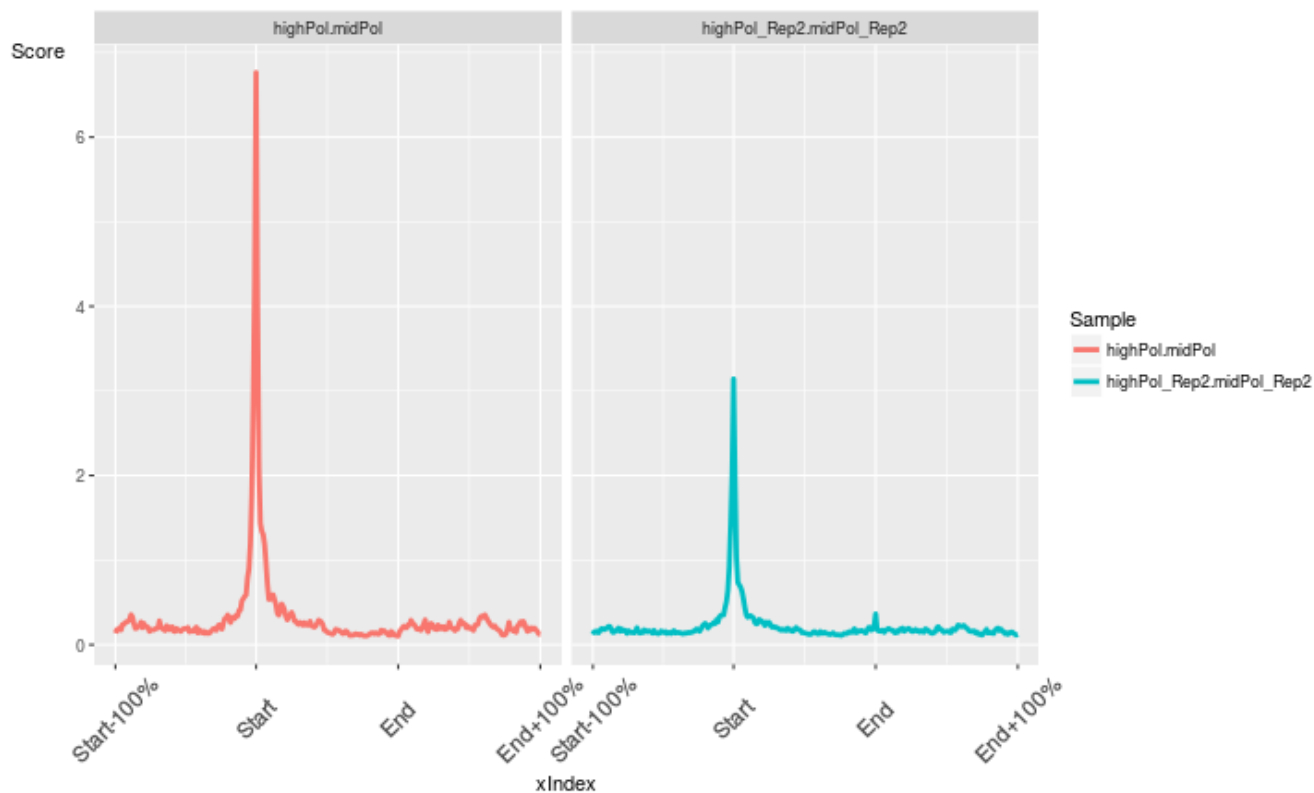 highPol.midPol
highPol_Rep2.midPol_Rep2
Score
6
4
2
0
Start-100%
Start
End
End+100%
Start-100%
Start
End
End+100%
xIndex
Sample
highPol.midPol
highPol_Rep2.midPol_Rep2